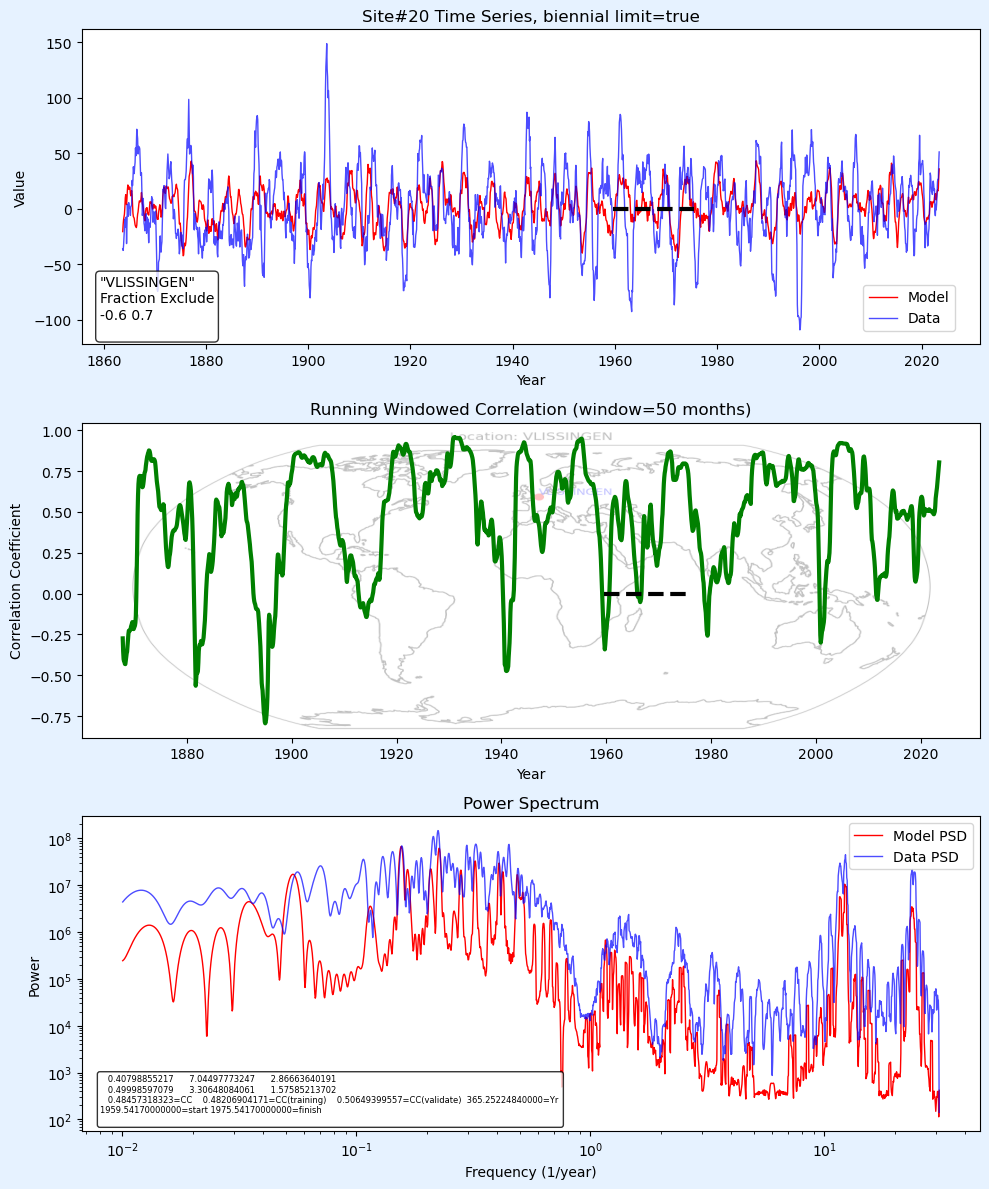 Site#20 Time Series, biennial limit=true
Value
150
100
50
0
−50
−100
"VLISSINGEN"
Fraction Exclude
-0.6 0.7
Model
Data
1860 1880 1900 1920 1940 1960 1980 2000 2020
Year
Running Windowed Correlation (window=50 months)
Location: VLISSINGEN
VLISSINGEN
Correlation Coefficient
1.00
0.75
0.50
0.25
0.00
−0.25
−0.50
−0.75
1880 1900 1920 1940 1960 1980 2000 2020
Year
Power Spectrum
Model PSD
Data PSD
Power
10^8
10^7
10^6
10^5
10^4
10^3
10^2
0.40798855217 7.04497773247 2.86663640191
0.49998597079 3.30648084061 1.57585213702
0.48457318323=CC 0.48206904171=CC(training) 0.50649399557=CC(validate) 365.25224840000=Yr
1959.54170000000=start 1975.54170000000=finish
10^−2 10^−1 10^0 10^1
Frequency (1/year)